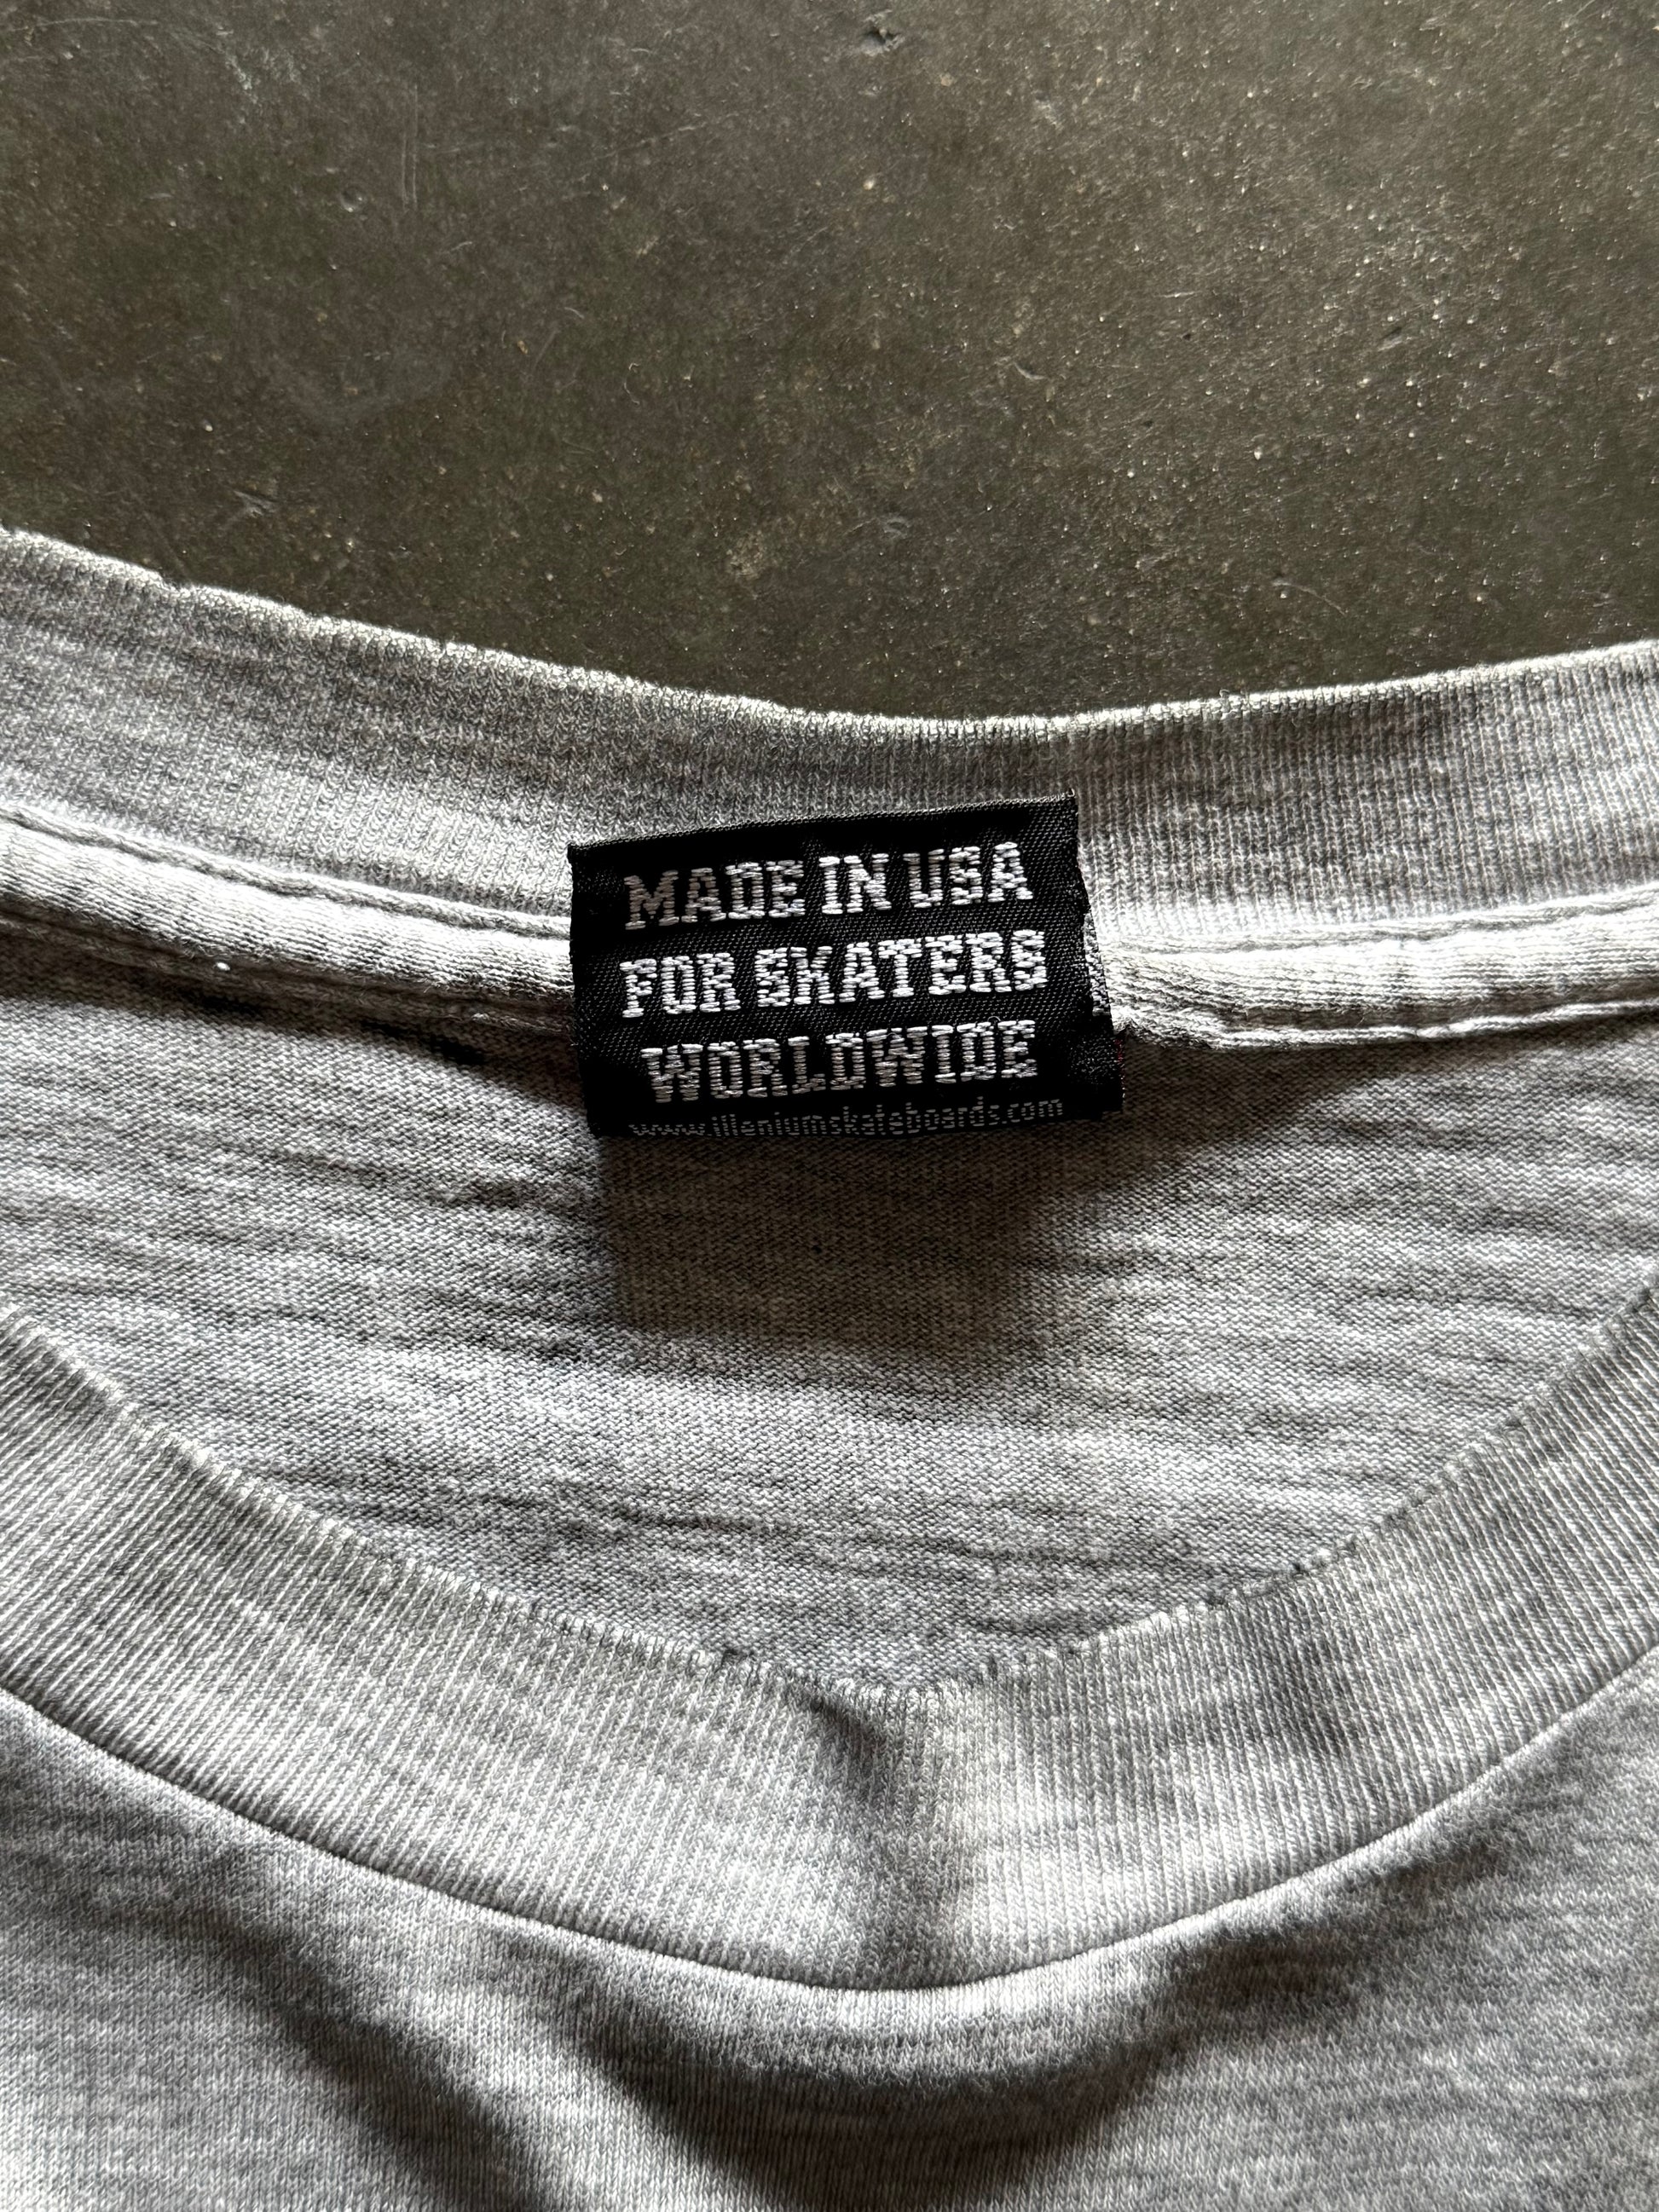 MADE IN USA
FOR SKATERS
WORLDWIDE
www.illeniumskateboards.com